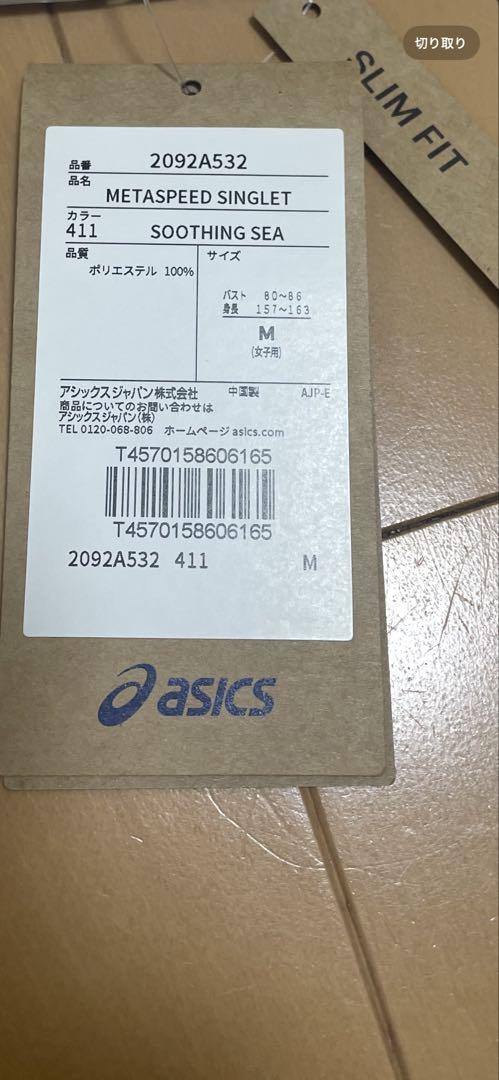 切り取り
SLIM FIT
品番 2092A532
品名
METASPEED SINGLET
カラー
411 SOOTHING SEA
品質 サイズ
ポリエステル 100%
バスト 80~86
身長 157~163
M
(女子用)
アシックスジャパン株式会社 中国製 AJP-E
商品についてのお問い合わせは
アシックスジャパン(株)
TEL 0120-068-806 ホームページ asics.com
T4570158606165
T4570158606165
2092A532 411 M
asics